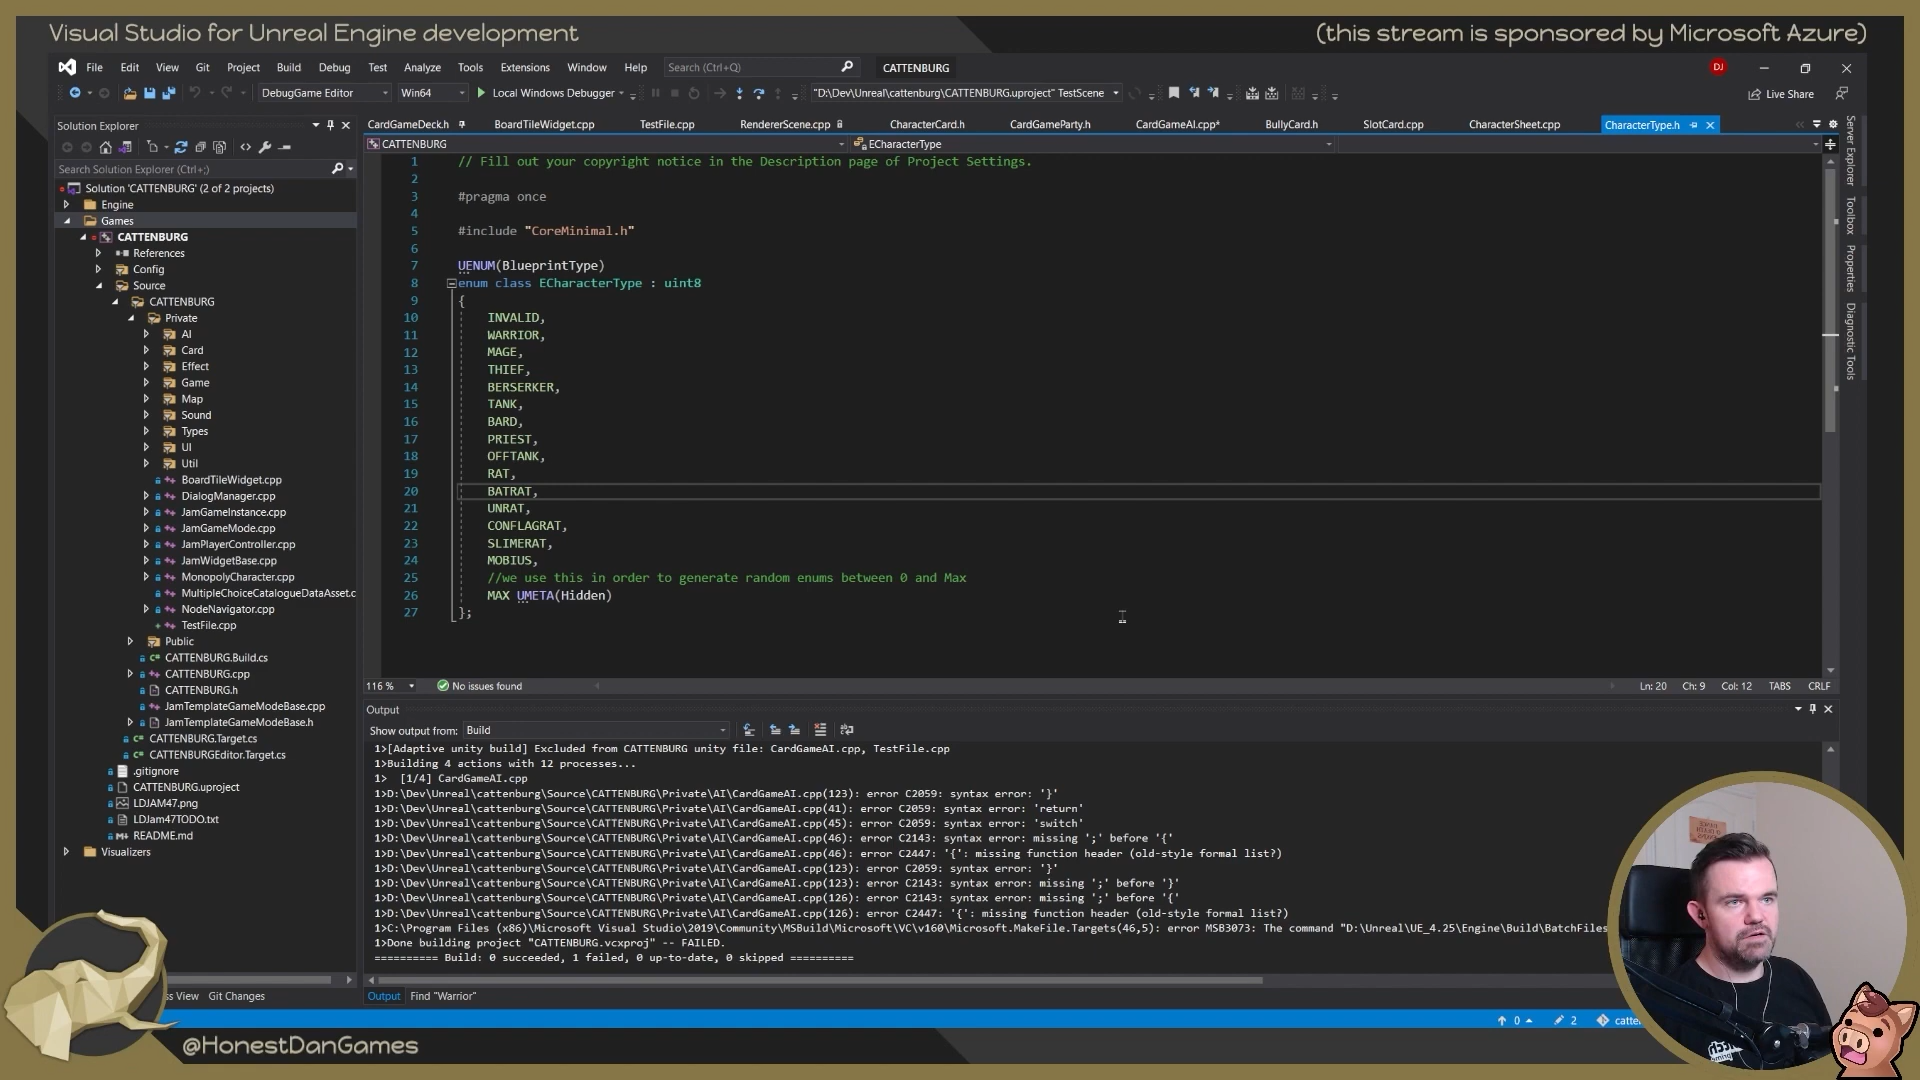 Visual Studio for Unreal Engine development
(this stream is sponsored by Microsoft Azure)
File Edit View Git Project Build Debug Test Analyze Tools Extensions Window Help Search (Ctrl+Q) CATTENBURG DJ
DebugGame Editor Win64 Local Windows Debugger "D:\Dev\Unreal\cattenburg\CATTENBURG.uproject" TestScene Live Share
Solution Explorer
CardGameDeck.h BoardTileWidget.cpp TestFile.cpp RendererScene.cpp CharacterCard.h CardGameParty.h CardGameAI.cpp* BullyCard.h SlotCard.cpp CharacterSheet.cpp CharacterType.h
CATTENBURG ECharacterType
Search Solution Explorer (Ctrl+;)
Solution 'CATTENBURG' (2 of 2 projects)
Engine
Games
CATTENBURG
References
Config
Source
CATTENBURG
Private
AI
Card
Effect
Game
Map
Sound
Types
UI
Util
BoardTileWidget.cpp
DialogManager.cpp
JamGameInstance.cpp
JamGameMode.cpp
JamPlayerController.cpp
JamWidgetBase.cpp
MonopolyCharacter.cpp
MultipleChoiceCatalogueDataAsset.c
NodeNavigator.cpp
TestFile.cpp
Public
CATTENBURG.Build.cs
CATTENBURG.cpp
CATTENBURG.h
JamTemplateGameModeBase.cpp
JamTemplateGameModeBase.h
CATTENBURG.Target.cs
CATTENBURGEditor.Target.cs
.gitignore
CATTENBURG.uproject
LDJAM47.png
LDJam47TODO.txt
README.md
Visualizers
1 // Fill out your copyright notice in the Description page of Project Settings.
2
3 #pragma once
4
5 #include "CoreMinimal.h"
6
7 UENUM(BlueprintType)
8 enum class ECharacterType : uint8
9 {
10 INVALID,
11 WARRIOR,
12 MAGE,
13 THIEF,
14 BERSERKER,
15 TANK,
16 BARD,
17 PRIEST,
18 OFFTANK,
19 RAT,
20 BATRAT,
21 UNRAT,
22 CONFLAGRAT,
23 SLIMERAT,
24 MOBIUS,
25 //we use this in order to generate random enums between 0 and Max
26 MAX UMETA(Hidden)
27 };
Server Explorer
Toolbox
Properties
Diagnostic Tools
116 % No issues found Ln: 20 Ch: 9 Col: 12 TABS CRLF
Output
Show output from: Build
1>[Adaptive unity build] Excluded from CATTENBURG unity file: CardGameAI.cpp, TestFile.cpp
1>Building 4 actions with 12 processes...
1> [1/4] CardGameAI.cpp
1>D:\Dev\Unreal\cattenburg\Source\CATTENBURG\Private\AI\CardGameAI.cpp(123): error C2059: syntax error: '}'
1>D:\Dev\Unreal\cattenburg\Source\CATTENBURG\Private\AI\CardGameAI.cpp(41): error C2059: syntax error: 'return'
1>D:\Dev\Unreal\cattenburg\Source\CATTENBURG\Private\AI\CardGameAI.cpp(45): error C2059: syntax error: 'switch'
1>D:\Dev\Unreal\cattenburg\Source\CATTENBURG\Private\AI\CardGameAI.cpp(46): error C2143: syntax error: missing ';' before '{'
1>D:\Dev\Unreal\cattenburg\Source\CATTENBURG\Private\AI\CardGameAI.cpp(46): error C2447: '{': missing function header (old-style formal list?)
1>D:\Dev\Unreal\cattenburg\Source\CATTENBURG\Private\AI\CardGameAI.cpp(123): error C2059: syntax error: '}'
1>D:\Dev\Unreal\cattenburg\Source\CATTENBURG\Private\AI\CardGameAI.cpp(123): error C2143: syntax error: missing ';' before '}'
1>D:\Dev\Unreal\cattenburg\Source\CATTENBURG\Private\AI\CardGameAI.cpp(126): error C2143: syntax error: missing ';' before '{'
1>D:\Dev\Unreal\cattenburg\Source\CATTENBURG\Private\AI\CardGameAI.cpp(126): error C2447: '{': missing function header (old-style formal list?)
1>C:\Program Files (x86)\Microsoft Visual Studio\2019\Community\MSBuild\Microsoft\VC\v160\Microsoft.MakeFile.Targets(46,5): error MSB3073: The command "D:\Unreal\UE_4.25\Engine\Build\BatchFiles
1>Done building project "CATTENBURG.vcxproj" -- FAILED.
========== Build: 0 succeeded, 1 failed, 0 up-to-date, 0 skipped ==========
ss View Git Changes Output Find "Warrior"
0 2 catte
@HonestDanGames